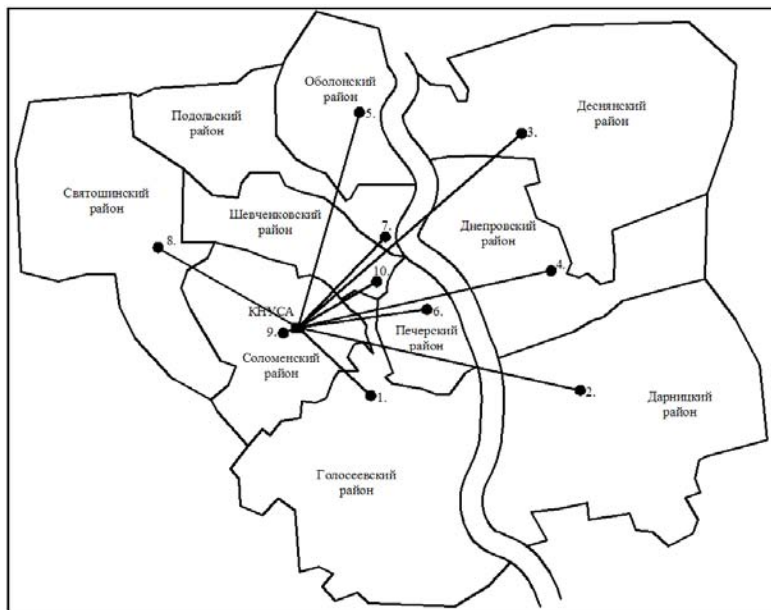 Оболонский
район
5.
Деснянский
район
Подольский
район
3.
Святошинский
район
Шевченковский
район
Днепровский
район
7.
8.
4.
10.
КНУСА
6.
9.
Печерский
район
Соломенский
район
1.
2.
Дарницкий
район
Голосеевский
район